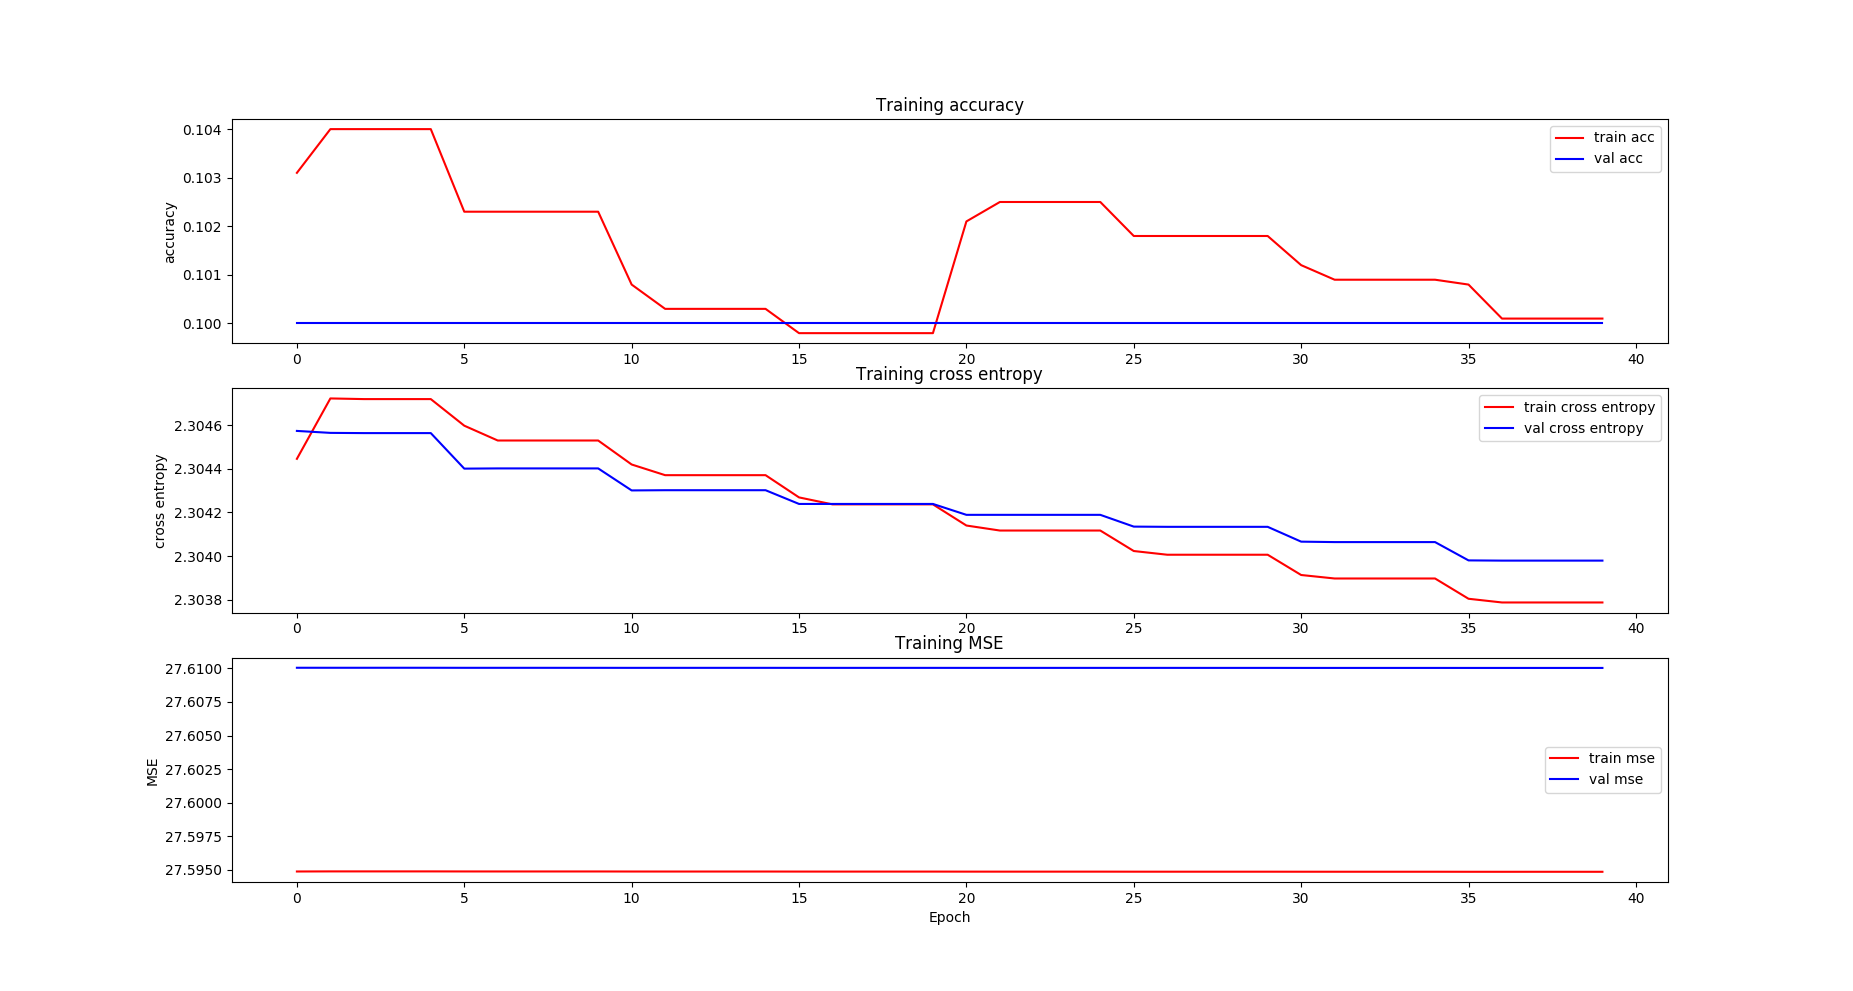 Training accuracy
accuracy
0.104
0.103
0.102
0.101
0.100
train acc
val acc
0 5 10 15 20 25 30 35 40
Training cross entropy
cross entropy
2.3046
2.3044
2.3042
2.3040
2.3038
train cross entropy
val cross entropy
0 5 10 15 20 25 30 35 40
Training MSE
MSE
27.6100
27.6075
27.6050
27.6025
27.6000
27.5975
27.5950
train mse
val mse
0 5 10 15 20 25 30 35 40
Epoch